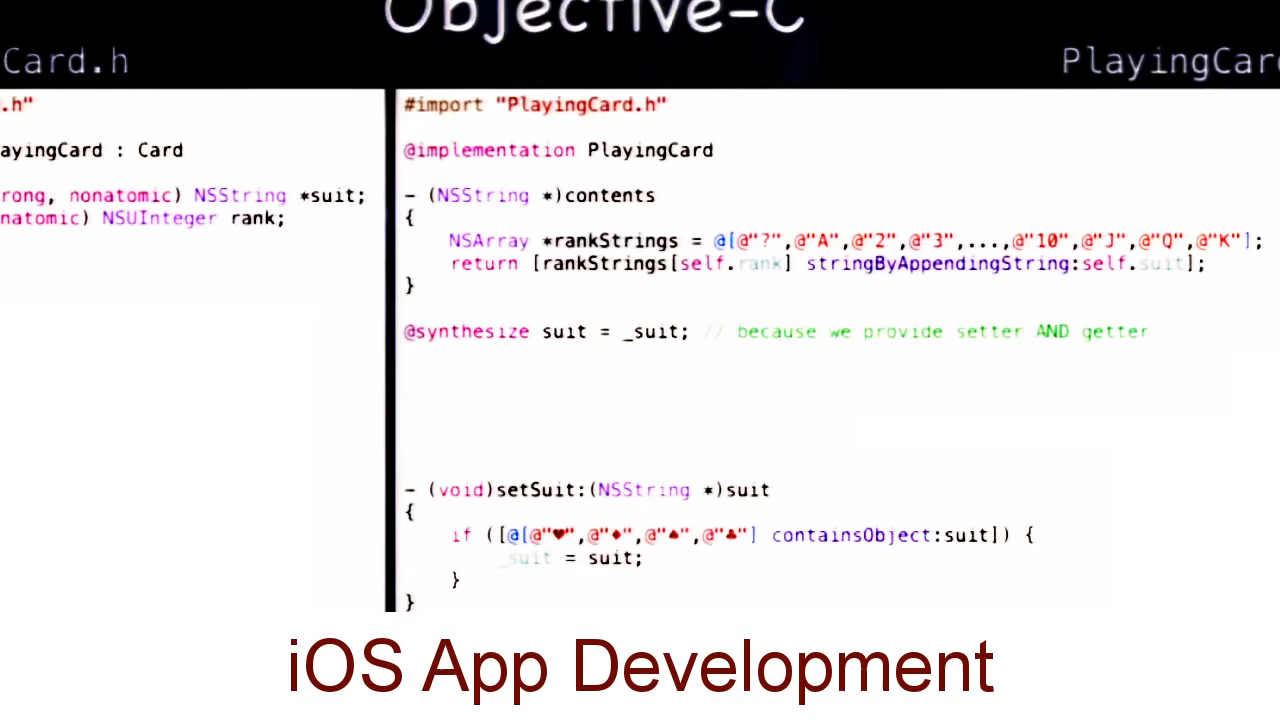 Objective-C
Card.h
PlayingCar
.h"
ayingCard : Card
rong, nonatomic) NSString *suit;
natomic) NSUInteger rank;
#import "PlayingCard.h"
@implementation PlayingCard
- (NSString *)contents
{
NSArray *rankStrings = @[@"?",@"A",@"2",@"3",...,@"10",@"J",@"Q",@"K"];
return [rankStrings[self.rank] stringByAppendingString:self.suit];
}
@synthesize suit = _suit; // because we provide setter AND getter
- (void)setSuit:(NSString *)suit
{
if ([@[@"♥",@"♦",@"♠",@"♣"] containsObject:suit]) {
_suit = suit;
}
}
iOS App Development